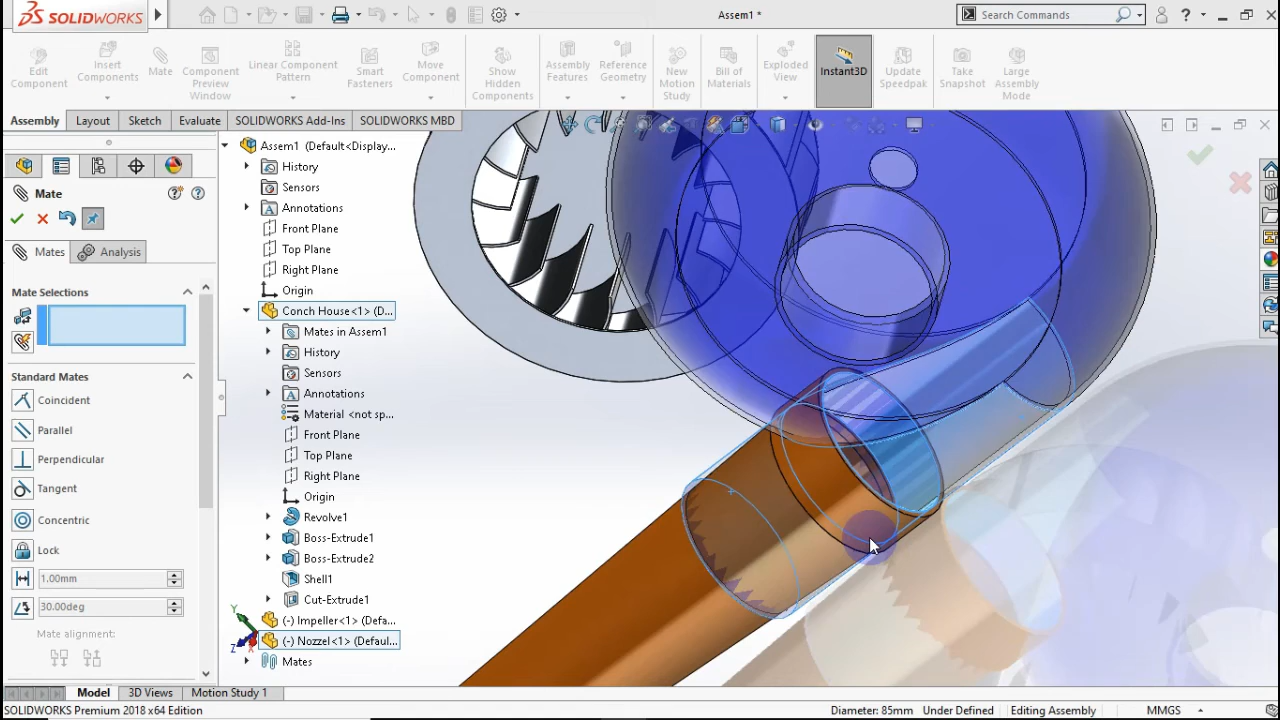 SOLIDWORKS
Assem1 *
Search Commands
?
Edit Component
Insert Components
Mate
Component Preview Window
Linear Component Pattern
Smart Fasteners
Move Component
Show Hidden Components
Assembly Features
Reference Geometry
New Motion Study
Bill of Materials
Exploded View
Instant3D
Update Speedpak
Take Snapshot
Large Assembly Mode
Assembly
Layout
Sketch
Evaluate
SOLIDWORKS Add-Ins
SOLIDWORKS MBD
Mate
Mates
Analysis
Mate Selections
Standard Mates
Coincident
Parallel
Perpendicular
Tangent
Concentric
Lock
1.00mm
30.00deg
Mate alignment:
Assem1 (Default<Display...
History
Sensors
Annotations
Front Plane
Top Plane
Right Plane
Origin
Conch House<1> (D...
Mates in Assem1
History
Sensors
Annotations
Material <not sp...
Front Plane
Top Plane
Right Plane
Origin
Revolve1
Boss-Extrude1
Boss-Extrude2
Shell1
Cut-Extrude1
(-) Impeller<1> (Defa...
(-) Nozzel<1> (Defaul...
Mates
Y
Z
X
Model
3D Views
Motion Study 1
SOLIDWORKS Premium 2018 x64 Edition
Diameter: 85mm
Under Defined
Editing Assembly
MMGS